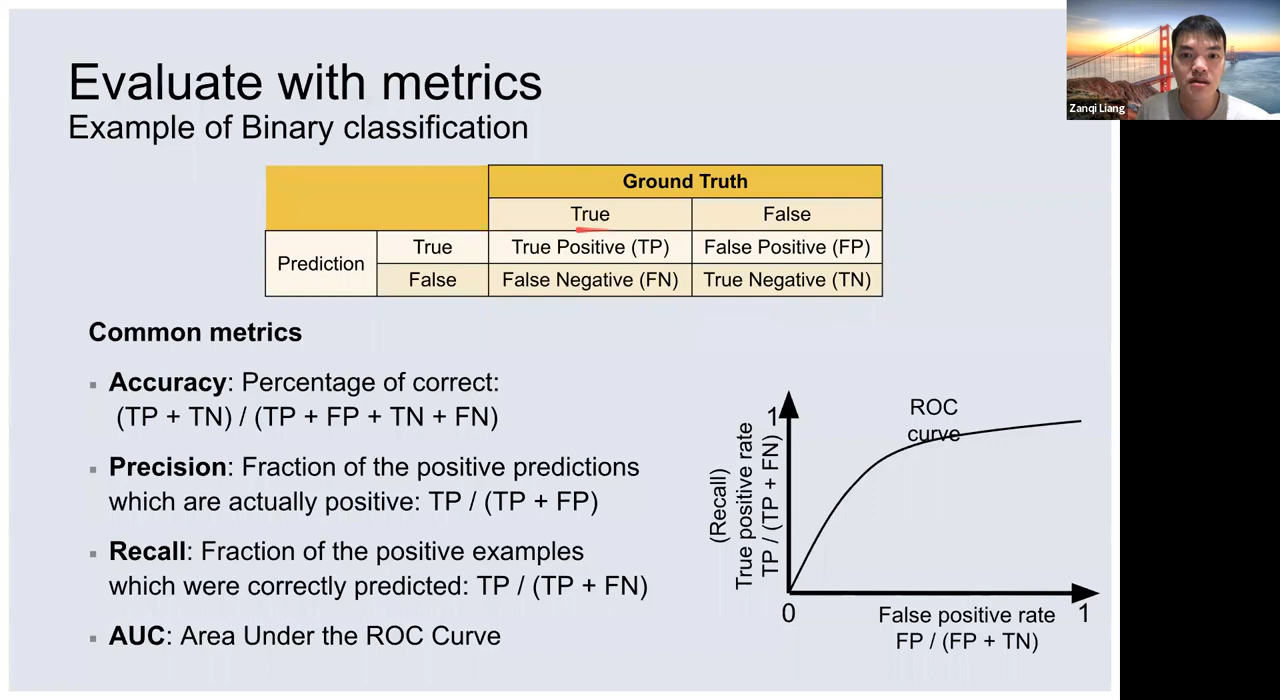 Evaluate with metrics
Example of Binary classification
Zanqi Liang
Ground Truth
True False
Prediction True True Positive (TP) False Positive (FP)
False False Negative (FN) True Negative (TN)
Common metrics
▪ Accuracy: Percentage of correct:
(TP + TN) / (TP + FP + TN + FN)
▪ Precision: Fraction of the positive predictions
which are actually positive: TP / (TP + FP)
▪ Recall: Fraction of the positive examples
which were correctly predicted: TP / (TP + FN)
▪ AUC: Area Under the ROC Curve
ROC
curve
1
(Recall)
True positive rate
TP / (TP + FN)
0
False positive rate
FP / (FP + TN)
1